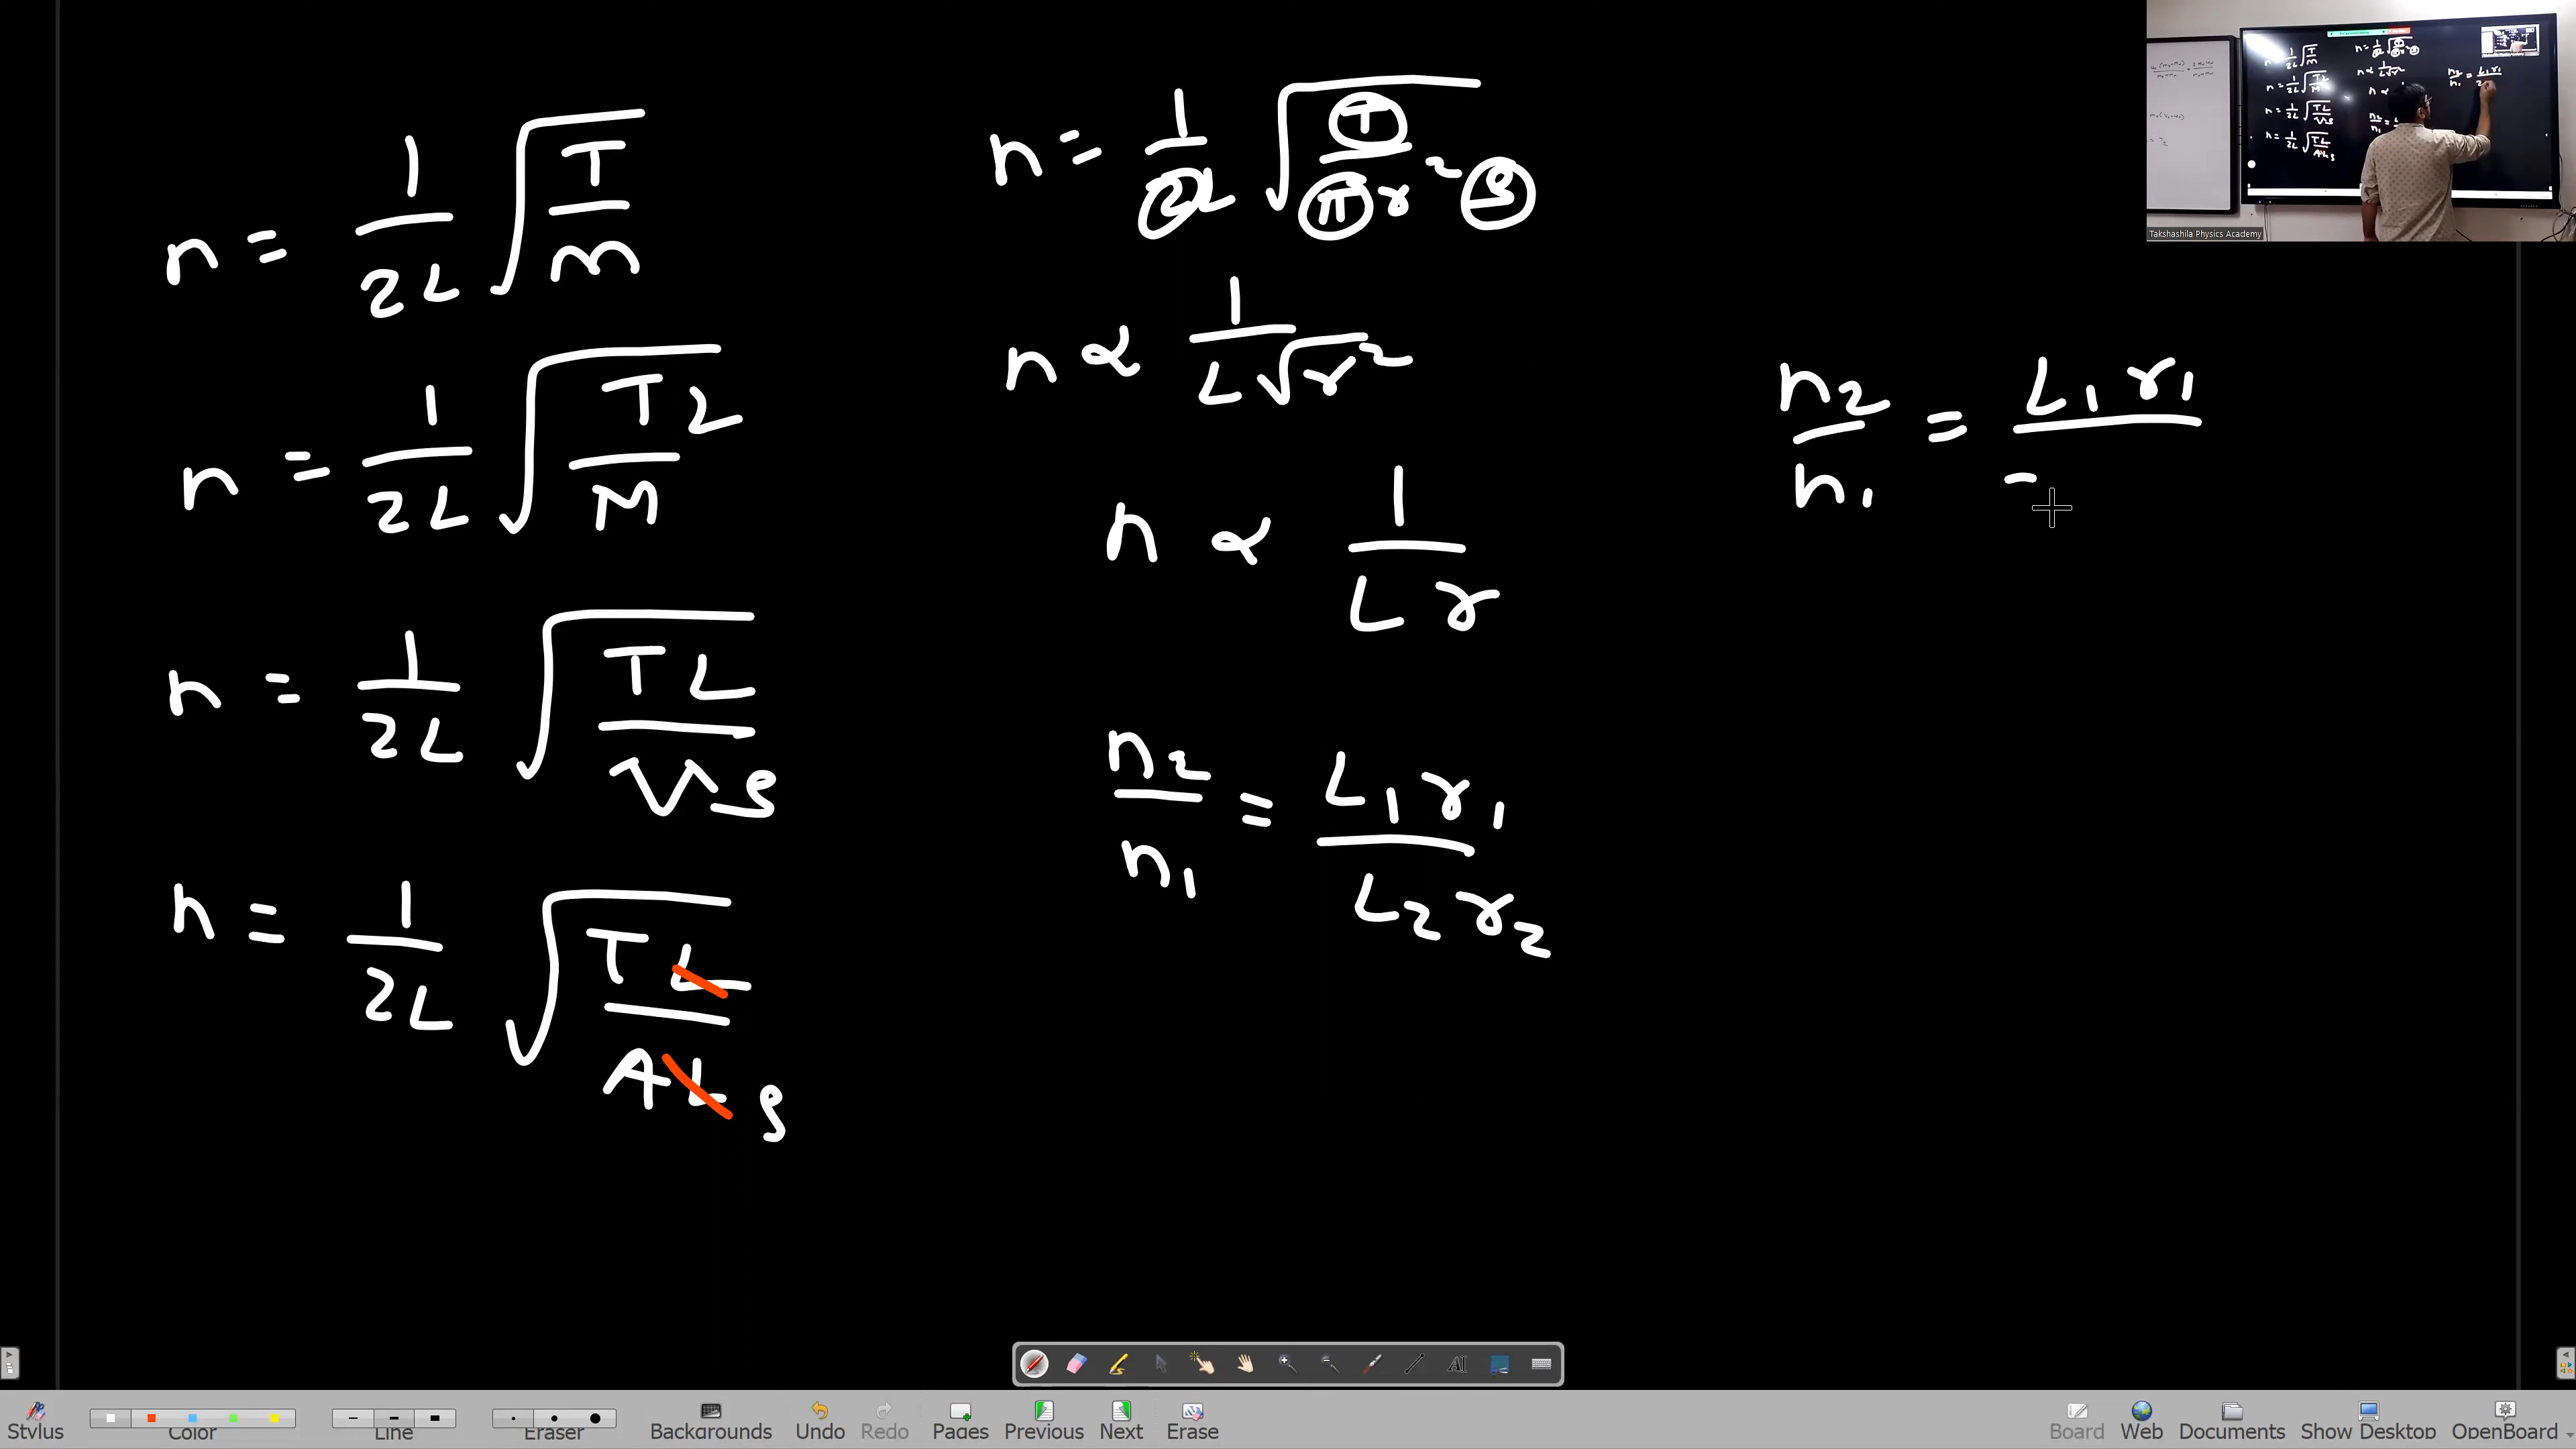 n = 1/2L √(T/m)
n = 1/2L √(TL/M)
n = 1/2L √(TL/Vρ)
n = 1/2L √(TL/ALρ)
n = 1/2L √(T/πr²ρ)
n ∝ 1/L√r²
n ∝ 1/Lr
n₂/n₁ = L₁r₁/L₂r₂
n₂/n₁ = L₁r₁/
Takshashila Physics Academy
AI
Stylus Color Line Eraser Backgrounds Undo Redo Pages Previous Next Erase Board Web Documents Show Desktop OpenBoard